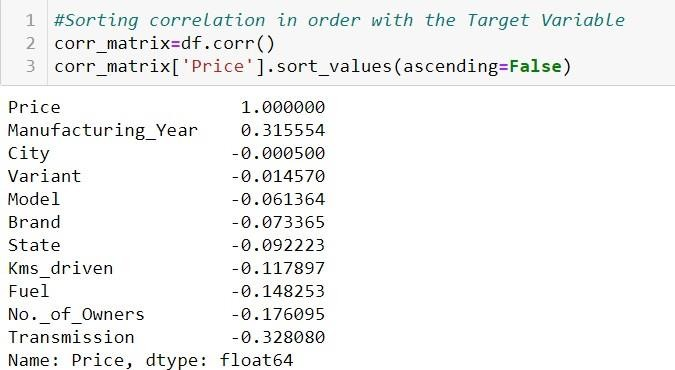 1 #Sorting correlation in order with the Target Variable
2 corr_matrix=df.corr()
3 corr_matrix['Price'].sort_values(ascending=False)
Price 1.000000
Manufacturing_Year 0.315554
City -0.000500
Variant -0.014570
Model -0.061364
Brand -0.073365
State -0.092223
Kms_driven -0.117897
Fuel -0.148253
No._of_Owners -0.176095
Transmission -0.328080
Name: Price, dtype: float64